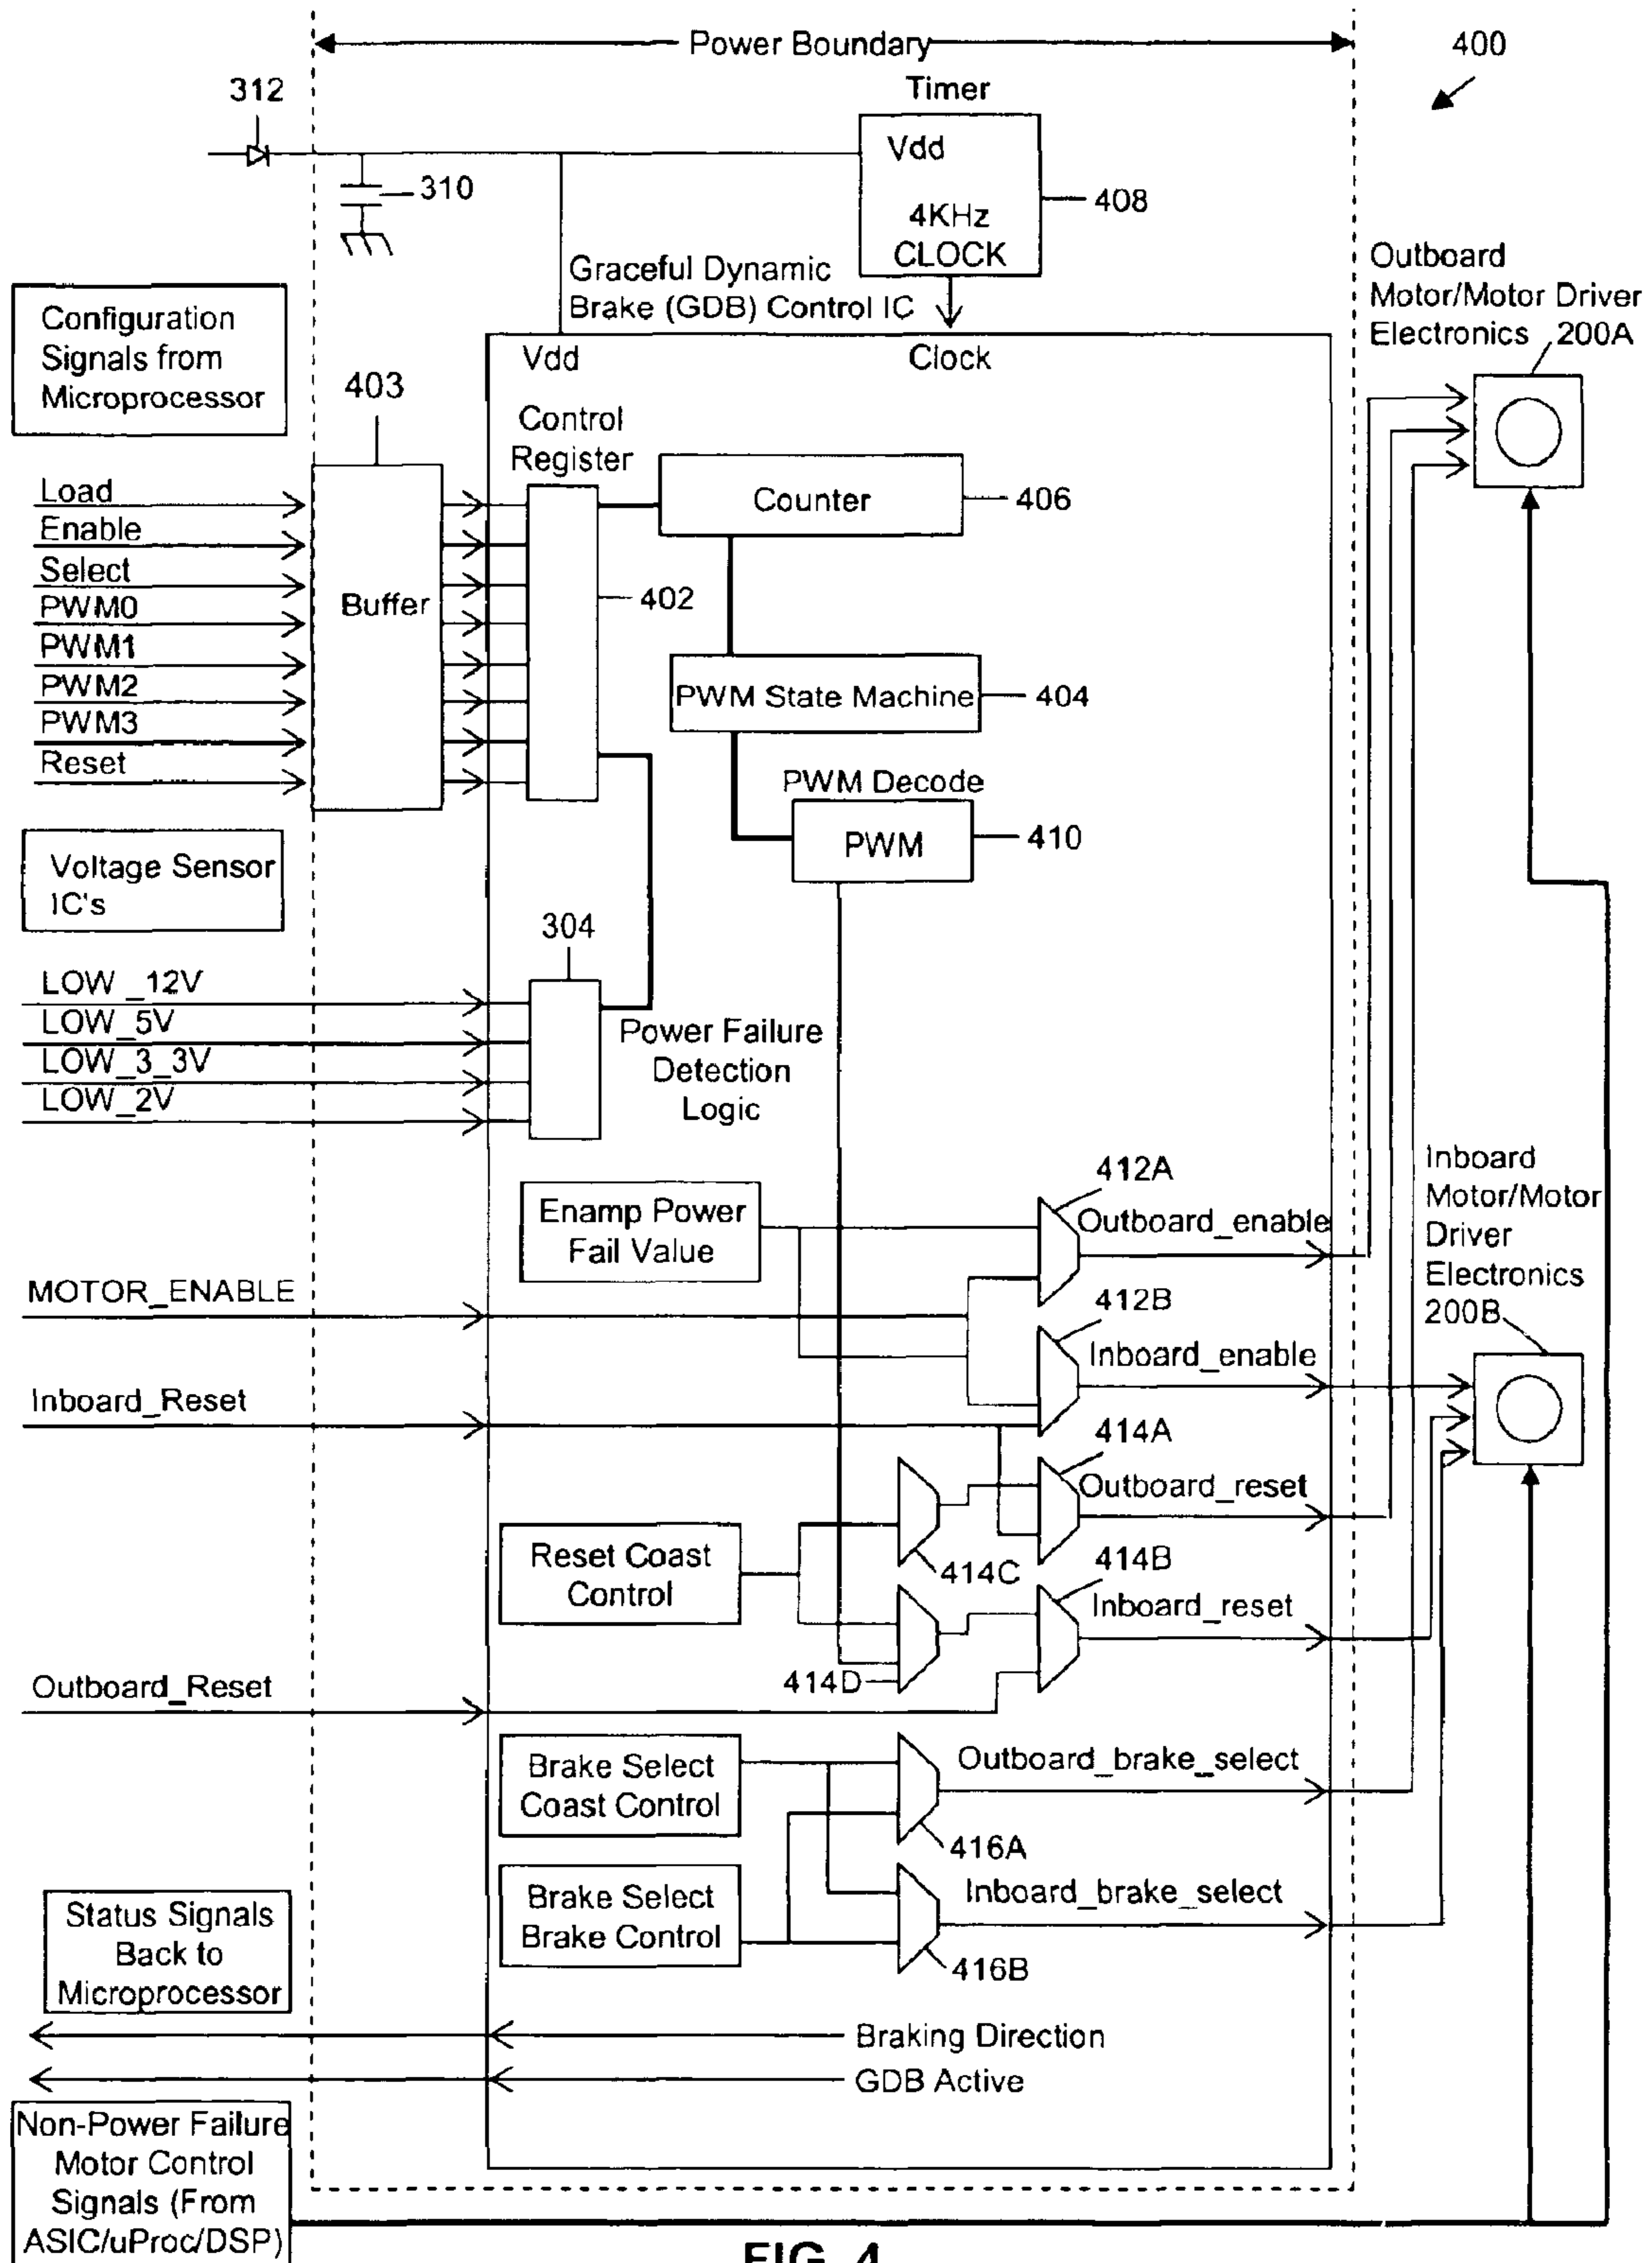 Power Boundary
400
312
Timer
Vdd
310
4KHz
CLOCK
408
Graceful Dynamic
Brake (GDB) Control IC
Outboard
Motor/Motor Driver
Electronics
200A
Configuration
Signals from
Microprocessor
403
Vdd
Clock
Control
Register
Load
Enable
Select
PWM0
PWM1
PWM2
PWM3
Reset
Buffer
402
Counter
406
PWM State Machine
404
PWM Decode
PWM
410
Voltage Sensor
IC's
304
LOW _12V
LOW_5V
LOW_3_3V
LOW_2V
Power Failure
Detection
Logic
412A
Enamp Power
Fail Value
Outboard_enable
Inboard
Motor/Motor
Driver
Electronics
200B
MOTOR_ENABLE
412B
Inboard_enable
Inboard_Reset
414A
Outboard_reset
Reset Coast
Control
414C
414B
Inboard_reset
414D
Outboard_Reset
Brake Select
Coast Control
Outboard_brake_select
416A
Brake Select
Brake Control
Inboard_brake_select
416B
Status Signals
Back to
Microprocessor
Braking Direction
GDB Active
Non-Power Failure
Motor Control
Signals (From
ASIC/uProc/DSP)
FIG. 4